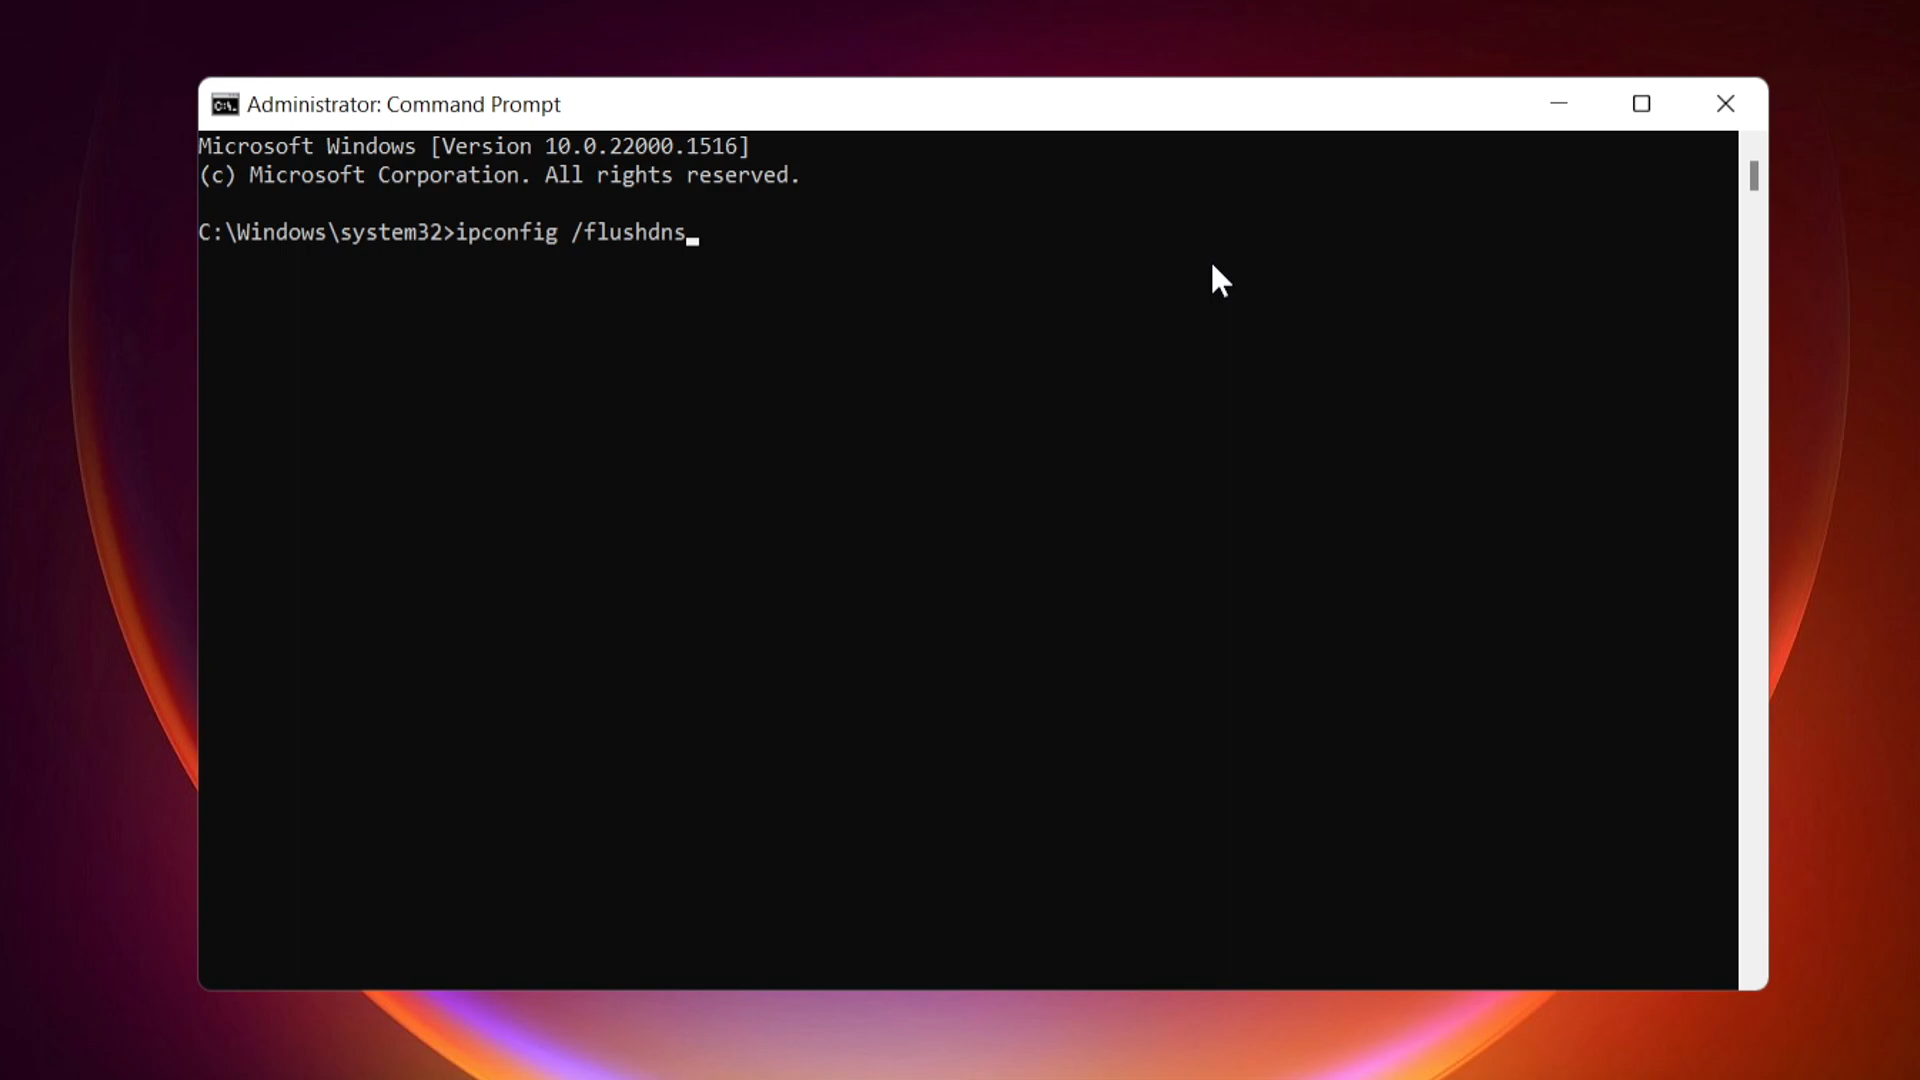 Administrator: Command Prompt
Microsoft Windows [Version 10.0.22000.1516]
(c) Microsoft Corporation. All rights reserved.
C:\Windows\system32>ipconfig /flushdns